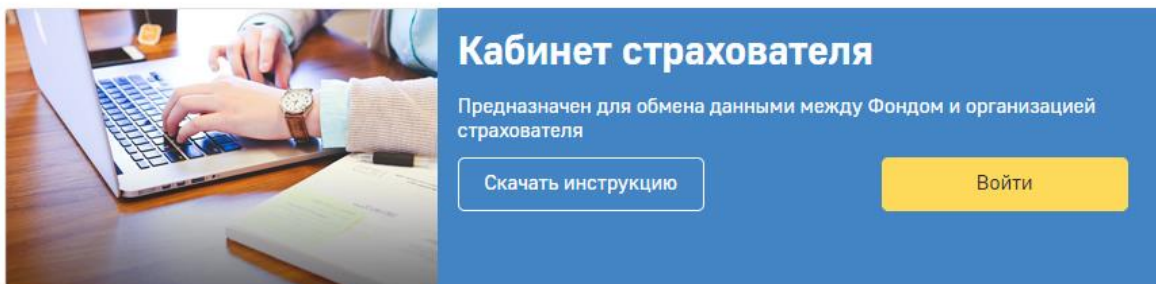 Кабинет страхователя
Предназначен для обмена данными между Фондом и организацией
страхователя
Скачать инструкцию
Войти